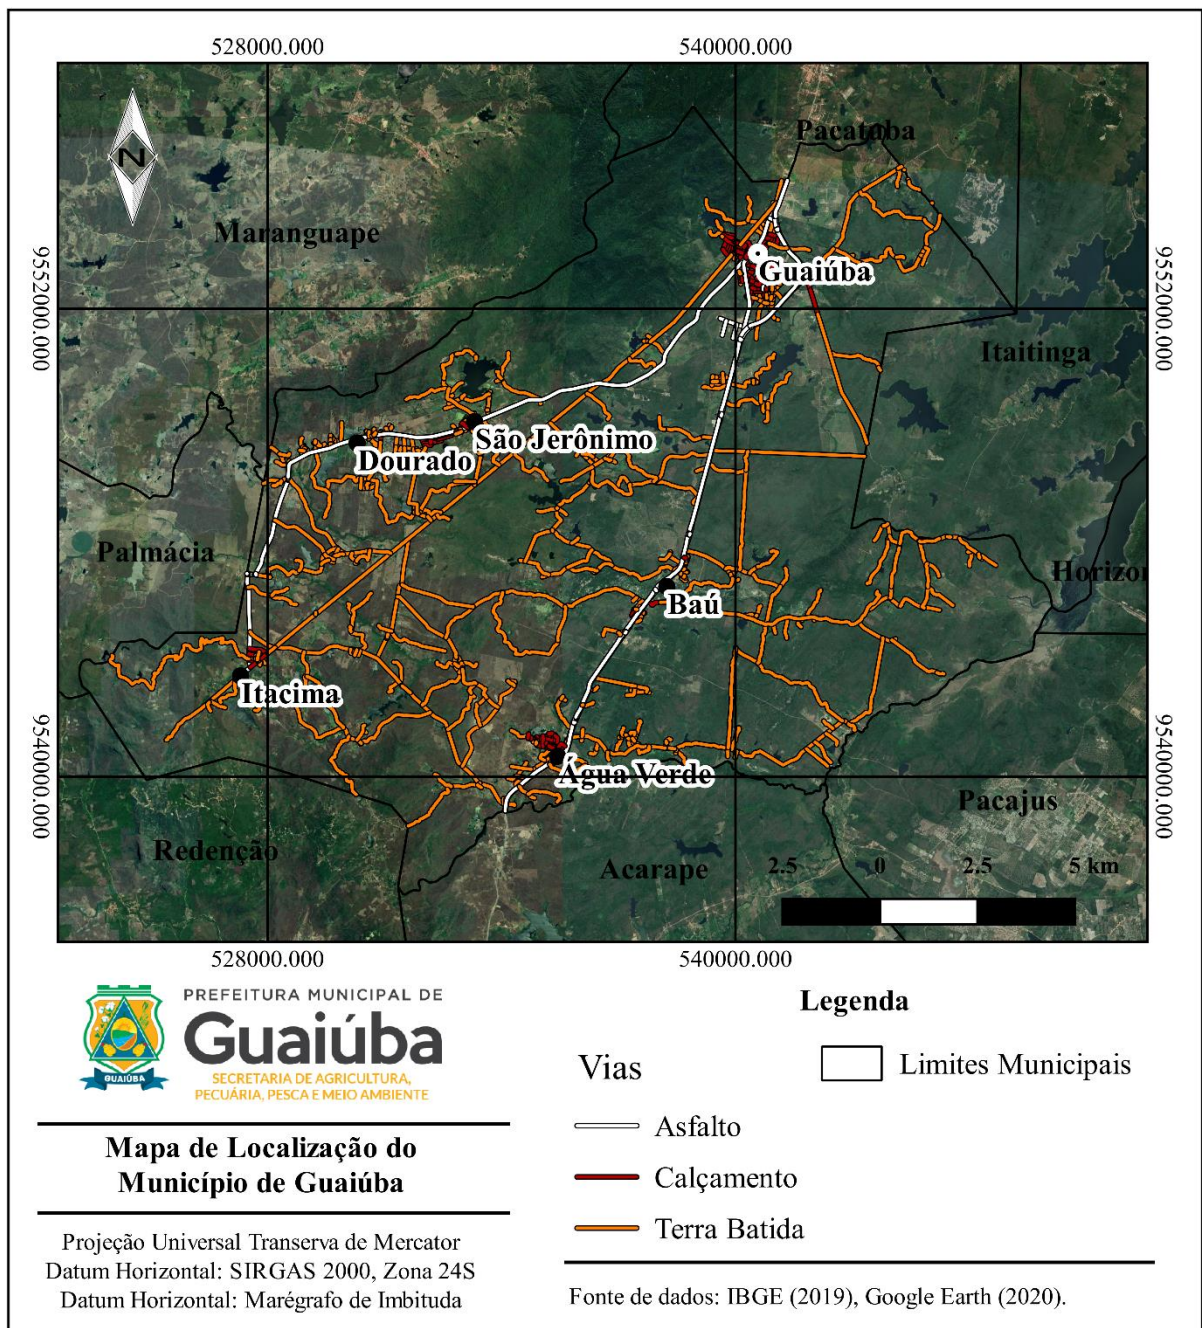 528000.000
540000.000
Pacatuba
N
Maranguape
Guaiúba
9552000.000
9552000.000
Itaitinga
São Jerônimo
Dourado
Palmácia
Horizon
Baú
Itacima
9540000.000
9540000.000
Água Verde
Pacajus
Redenção
Acarape
2.5 0 2.5 5 km
528000.000
540000.000
PREFEITURA MUNICIPAL DE
Guaiúba
SECRETARIA DE AGRICULTURA,
PECUÁRIA, PESCA E MEIO AMBIENTE
GUAIÚBA
Mapa de Localização do
Município de Guaiúba
Projeção Universal Transerva de Mercator
Datum Horizontal: SIRGAS 2000, Zona 24S
Datum Horizontal: Marégrafo de Imbituda
Legenda
Vias
Limites Municipais
Asfalto
Calçamento
Terra Batida
Fonte de dados: IBGE (2019), Google Earth (2020).